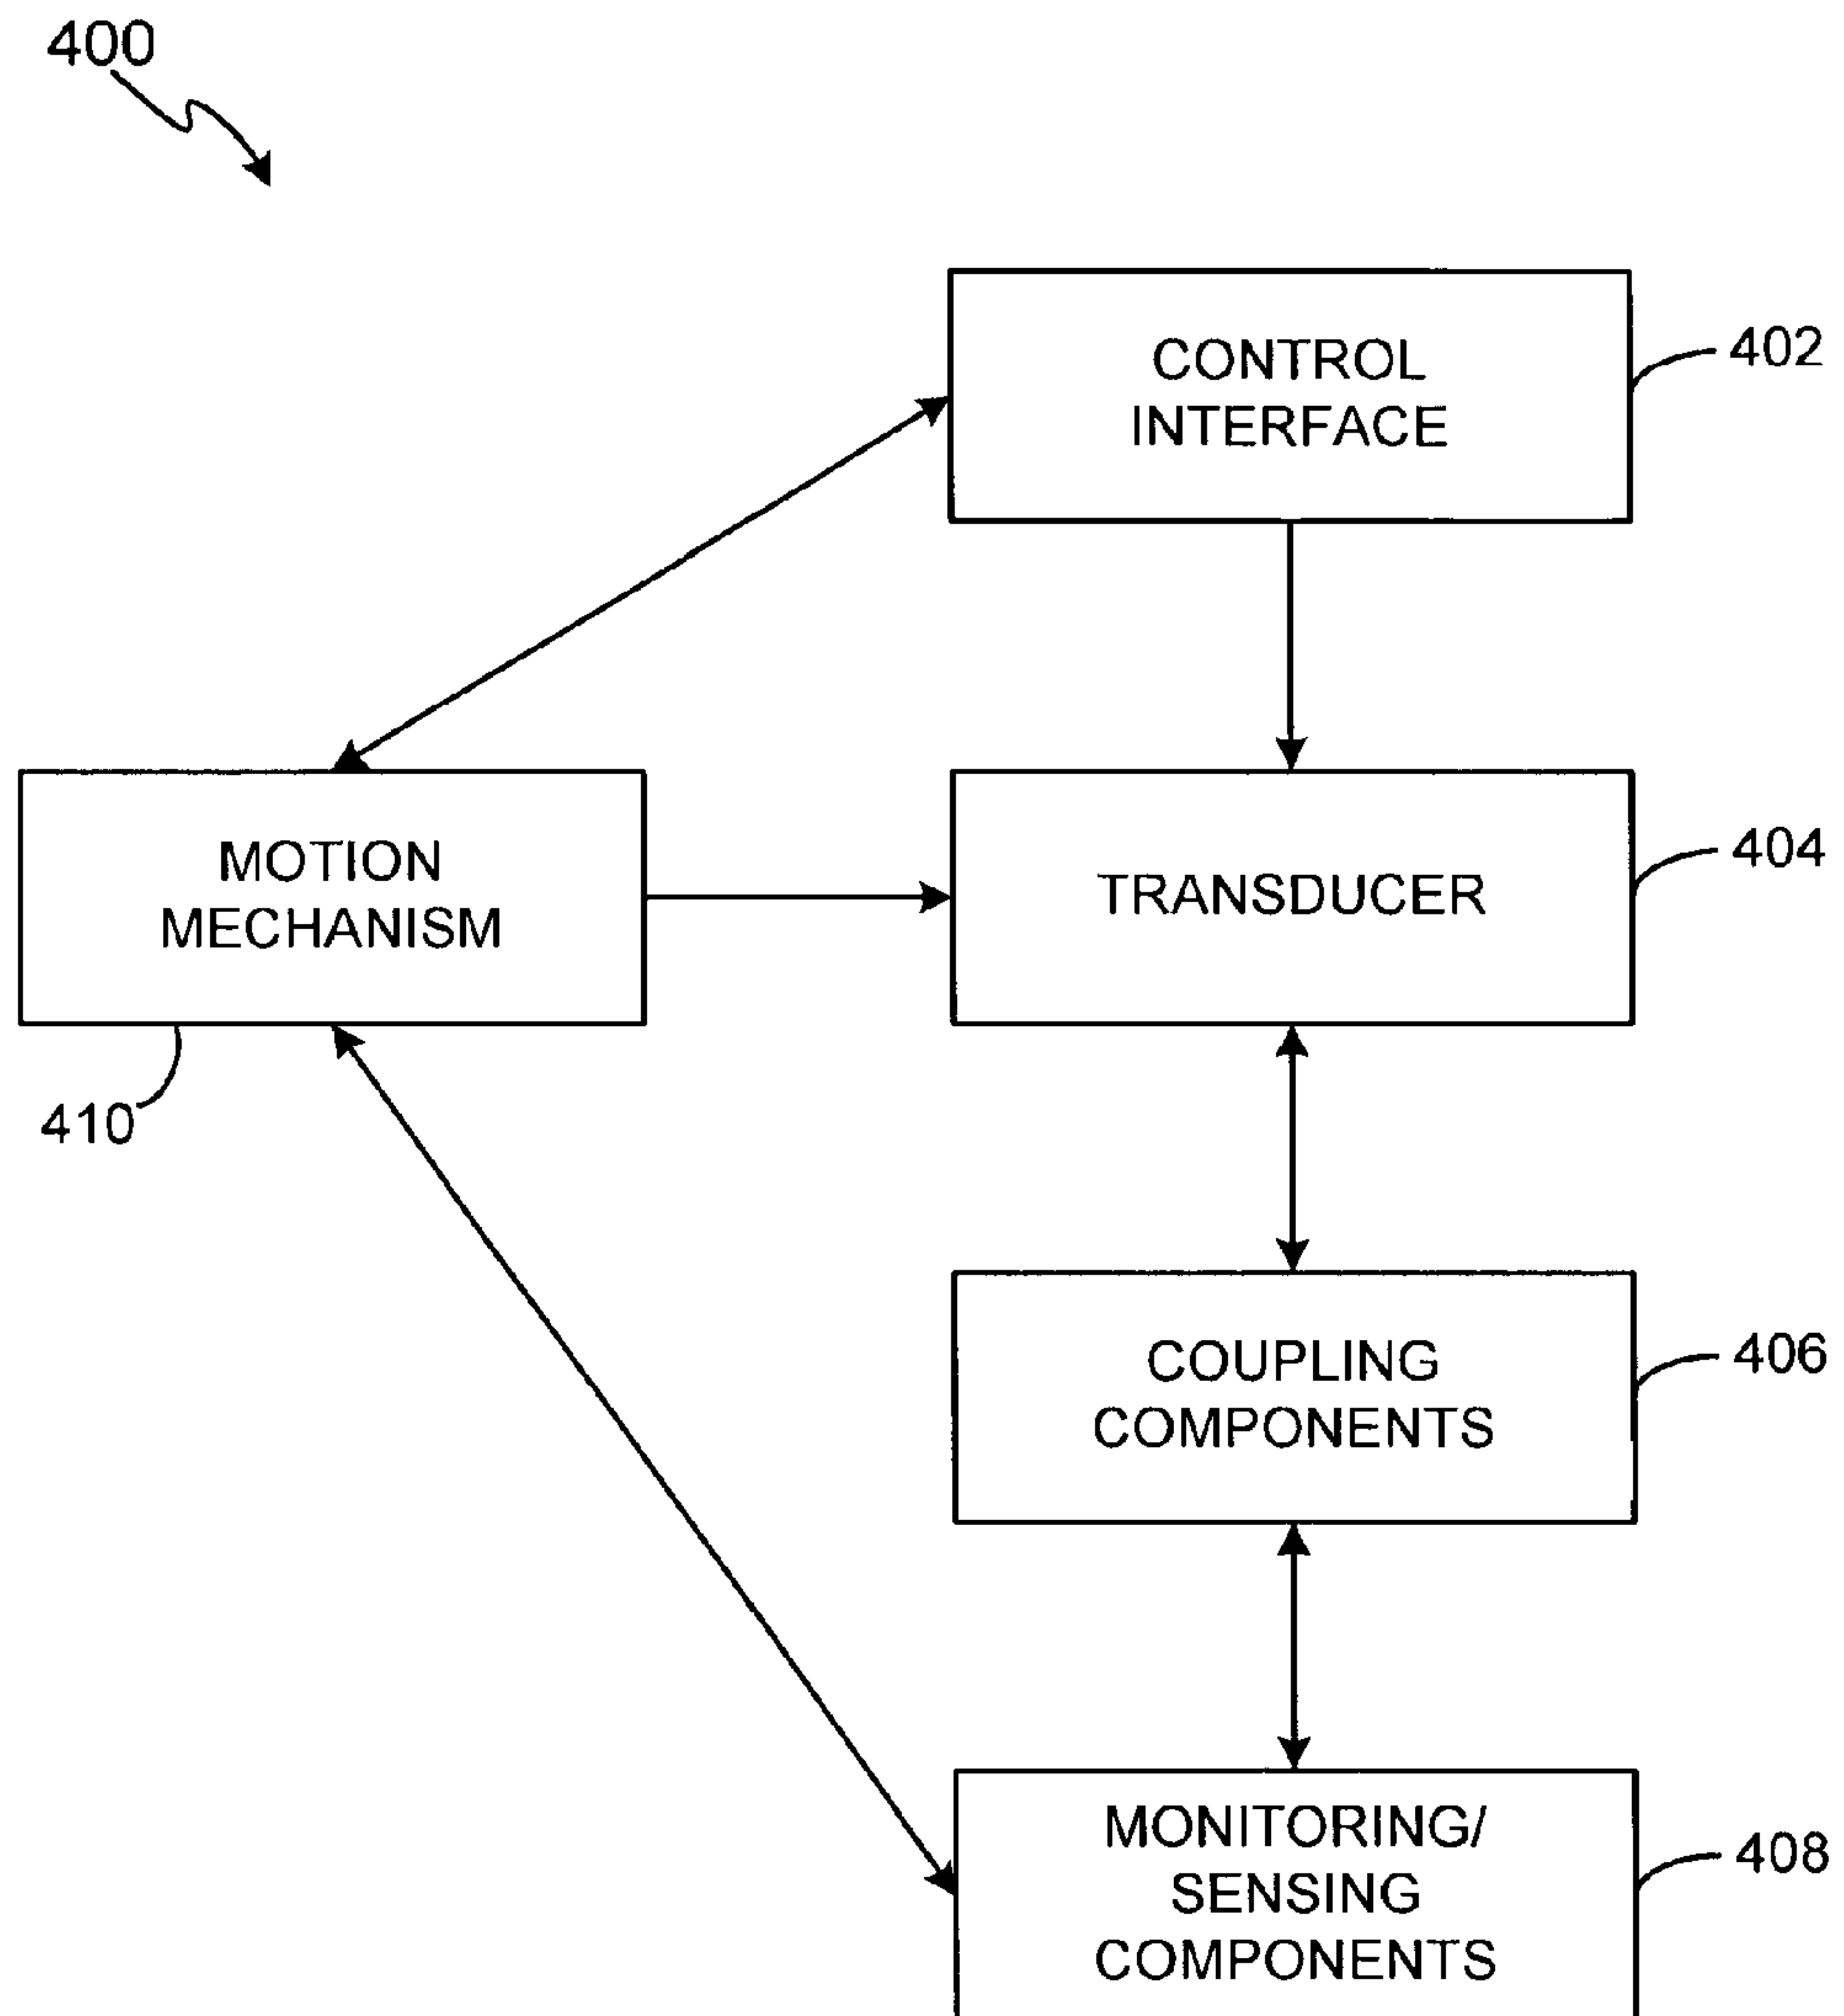 400
CONTROL
INTERFACE
402
MOTION
MECHANISM
410
TRANSDUCER
404
COUPLING
COMPONENTS
406
MONITORING/
SENSING
COMPONENTS
408